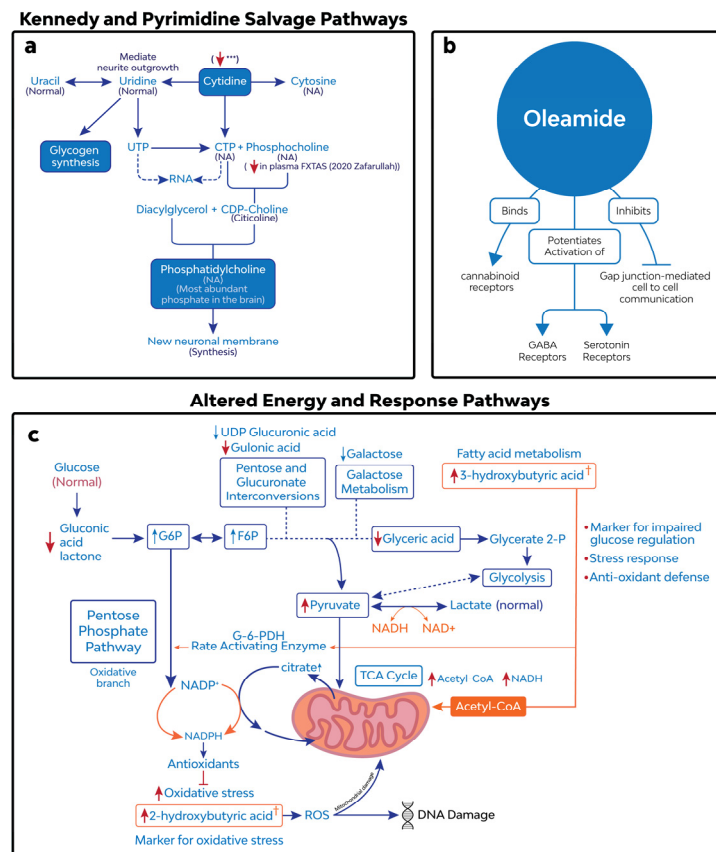 Kennedy and Pyrimidine Salvage Pathways
a
Mediate
neurite outgrowth
(↓***)
Uracil
(Normal)
Uridine
(Normal)
Cytidine
Cytosine
(NA)
Glycogen
synthesis
UTP
CTP + Phosphocholine
(NA)
(NA)
(↓ in plasma FXTAS (2020 Zafarullah))
RNA
Diacylglycerol + CDP-Choline
(Citicoline)
Phosphatidylcholine
(NA)
(Most abundant
phosphate in the brain)
New neuronal membrane
(Synthesis)
b
Oleamide
Binds
Potentiates
Activation of
Inhibits
cannabinoid
receptors
Gap junction-mediated
cell to cell
communication
GABA
Receptors
Serotonin
Receptors
Altered Energy and Response Pathways
c
↓UDP Glucuronic acid
↓Gulonic acid
Pentose and
Glucuronate
Interconversions
↓Galactose
Galactose
Metabolism
Fatty acid metabolism
↑3-hydroxybutyric acid†
Glucose
(Normal)
↓Gluconic
acid
lactone
↑G6P
↑F6P
↓Glyceric acid
Glycerate 2-P
Glycolysis
•Marker for impaired
glucose regulation
•Stress response
•Anti-oxidant defense
↑Pyruvate
Lactate (normal)
NADH
NAD+
Pentose
Phosphate
Pathway
Oxidative
branch
G-6-PDH
Rate Activating Enzyme
citrate↑
TCA Cycle
↑Acetyl-CoA
↑NADH
Acetyl-CoA
NADP+
NADPH
Antioxidants
↑Oxidative stress
↑2-hydroxybutyric acid†
ROS
Mitochondrial damage
DNA Damage
Marker for oxidative stress